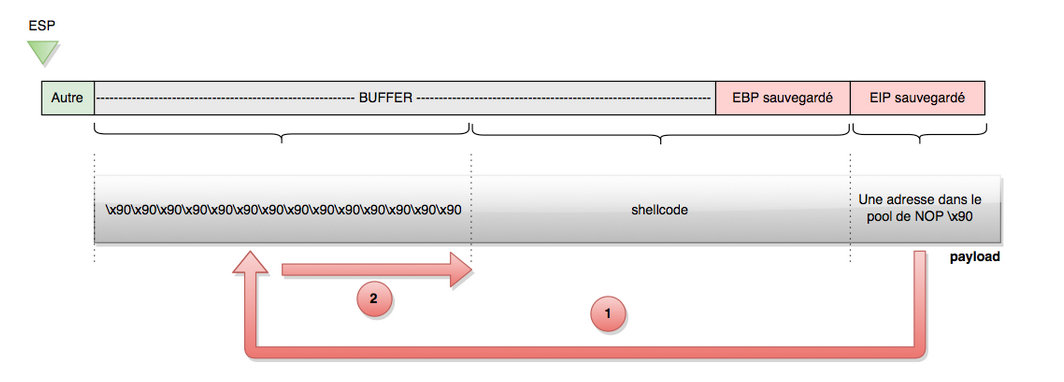 ESP
Autre
---------------------------------------------------------- BUFFER ------------------------------------------------------------------
EBP sauvegardé
EIP sauvegardé
\x90\x90\x90\x90\x90\x90\x90\x90\x90\x90\x90\x90\x90\x90
shellcode
Une adresse dans le
pool de NOP \x90
payload
2
1